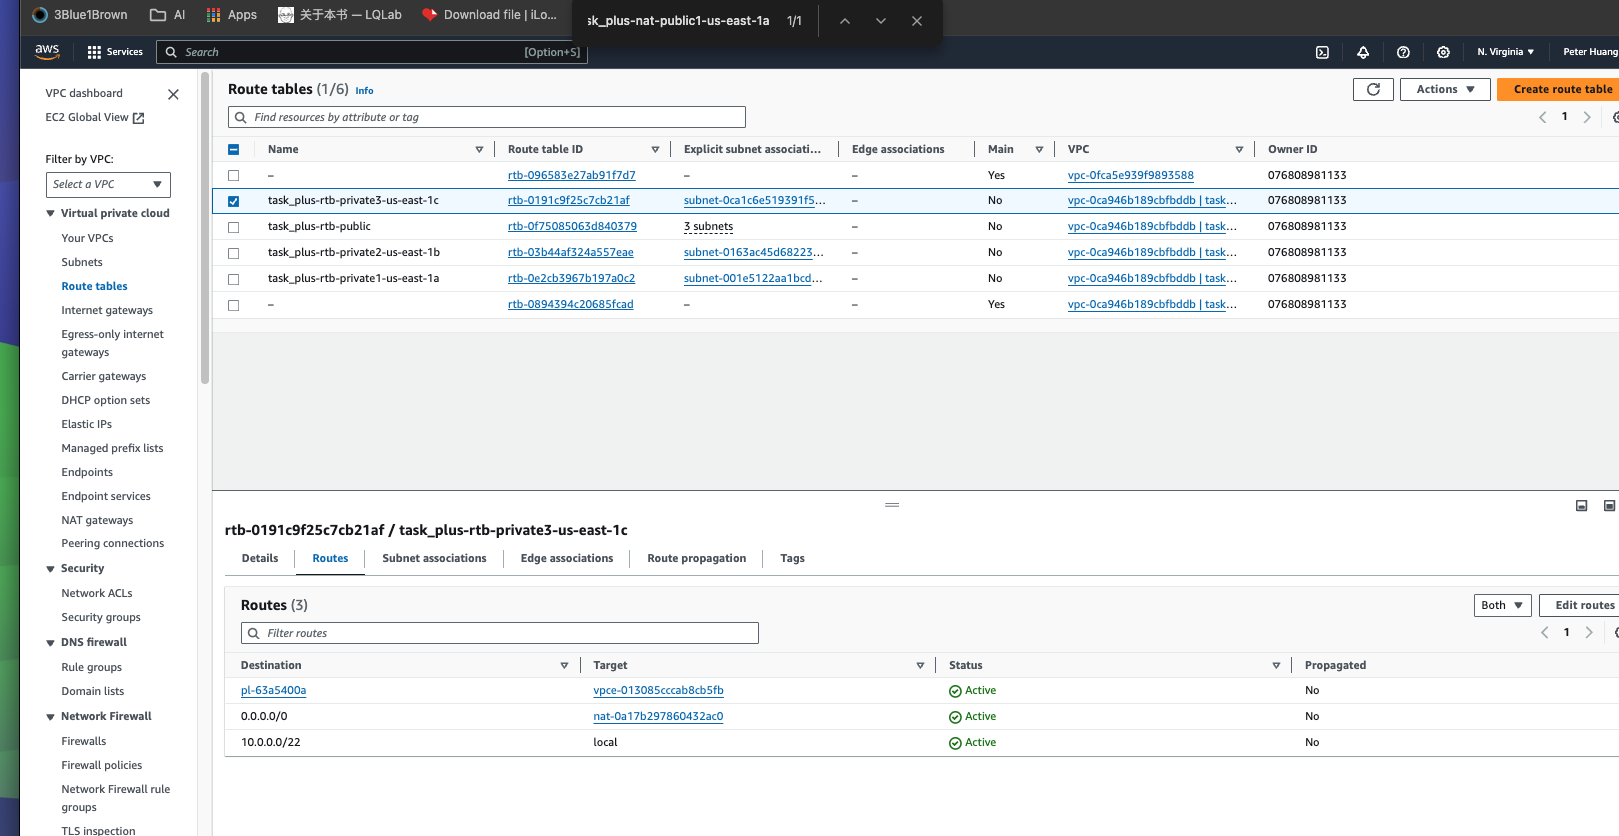 3Blue1Brown
AI
Apps
关于本书 — LQLab
Download file | iLo...
sk_plus-nat-public1-us-east-1a 1/1
aws
Services
Search
[Option+S]
N. Virginia
Peter Huang
VPC dashboard
EC2 Global View
Filter by VPC:
Select a VPC
Virtual private cloud
Your VPCs
Subnets
Route tables
Internet gateways
Egress-only internet
gateways
Carrier gateways
DHCP option sets
Elastic IPs
Managed prefix lists
Endpoints
Endpoint services
NAT gateways
Peering connections
Security
Network ACLs
Security groups
DNS firewall
Rule groups
Domain lists
Network Firewall
Firewalls
Firewall policies
Network Firewall rule
groups
TLS inspection
Route tables (1/6) Info
Actions
Create route table
Find resources by attribute or tag
1
Name Route table ID Explicit subnet associati... Edge associations Main VPC Owner ID
– rtb-096583e27ab91f7d7 – – Yes vpc-0fca5e939f9893588 076808981133
task_plus-rtb-private3-us-east-1c rtb-0191c9f25c7cb21af subnet-0ca1c6e519391f5... – No vpc-0ca946b189cbfbddb | task... 076808981133
task_plus-rtb-public rtb-0f75085063d840379 3 subnets – No vpc-0ca946b189cbfbddb | task... 076808981133
task_plus-rtb-private2-us-east-1b rtb-03b44af324a557eae subnet-0163ac45d68223... – No vpc-0ca946b189cbfbddb | task... 076808981133
task_plus-rtb-private1-us-east-1a rtb-0e2cb3967b197a0c2 subnet-001e5122aa1bcd... – No vpc-0ca946b189cbfbddb | task... 076808981133
– rtb-0894394c20685fcad – – Yes vpc-0ca946b189cbfbddb | task... 076808981133
rtb-0191c9f25c7cb21af / task_plus-rtb-private3-us-east-1c
Details Routes Subnet associations Edge associations Route propagation Tags
Routes (3)
Both
Edit routes
Filter routes
1
Destination Target Status Propagated
pl-63a5400a vpce-013085cccab8cb5fb Active No
0.0.0.0/0 nat-0a17b297860432ac0 Active No
10.0.0.0/22 local Active No